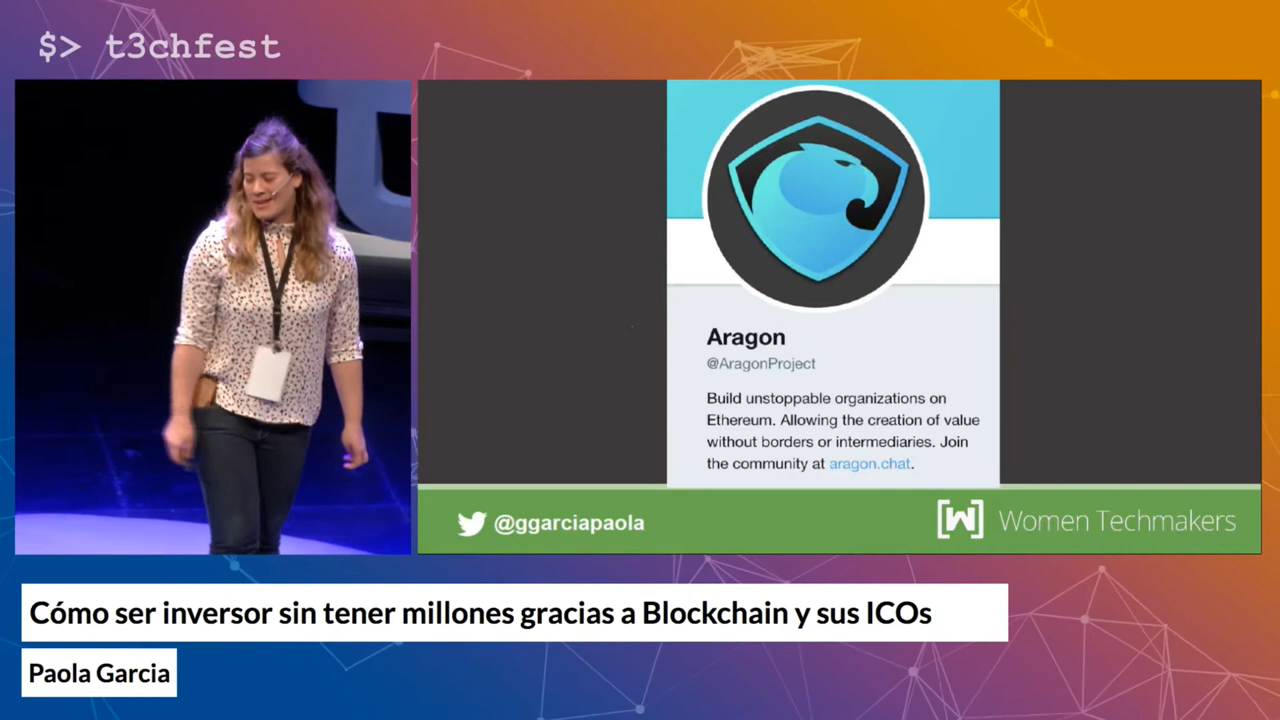 $> t3chfest
Aragon
@AragonProject
Build unstoppable organizations on
Ethereum. Allowing the creation of value
without borders or intermediaries. Join
the community at aragon.chat.
@ggarciapaola
[W] Women Techmakers
Cómo ser inversor sin tener millones gracias a Blockchain y sus ICOs
Paola Garcia